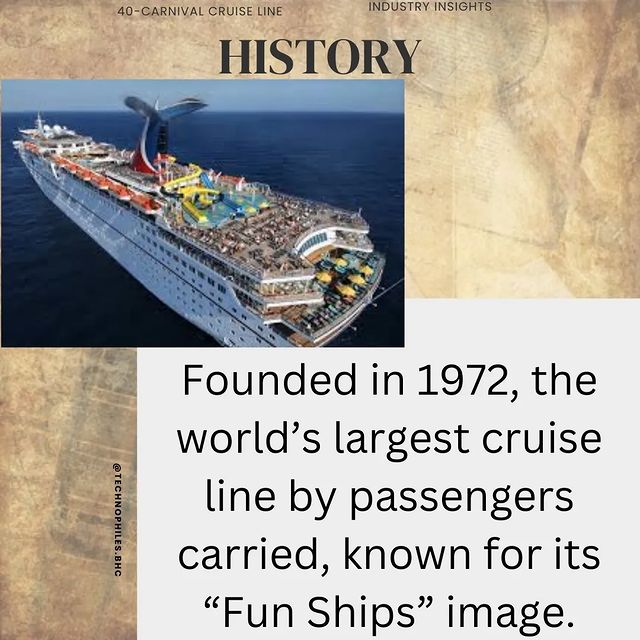 40-CARNIVAL CRUISE LINE
INDUSTRY INSIGHTS
HISTORY
Founded in 1972, the
world’s largest cruise
line by passengers
carried, known for its
“Fun Ships” image.
@TECHNOPHILES.BHC